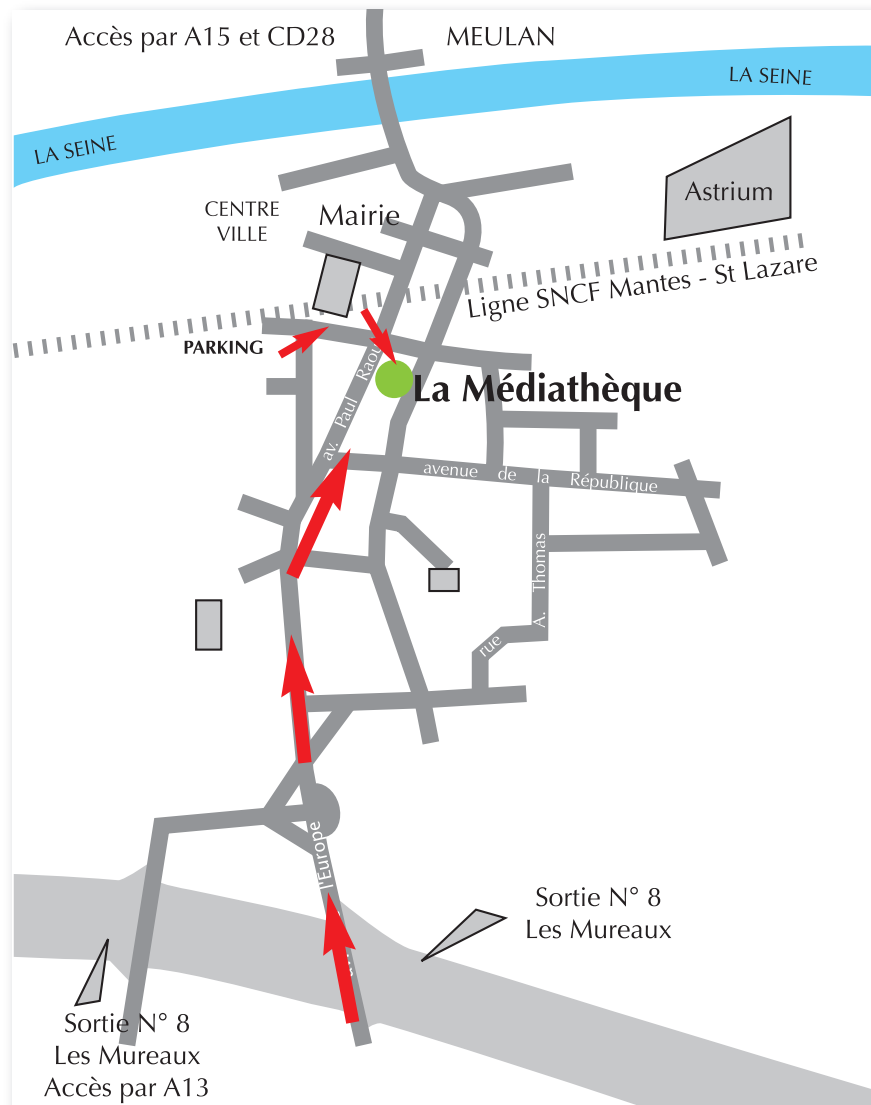 Accès par A15 et CD28
MEULAN
LA SEINE
LA SEINE
Astrium
CENTRE
VILLE
Mairie
Ligne SNCF Mantes - St Lazare
PARKING
av. Paul Raoul
La Médiathèque
avenue de la République
rue A. Thomas
l'Europe
Sortie N° 8
Les Mureaux
Sortie N° 8
Les Mureaux
Accès par A13